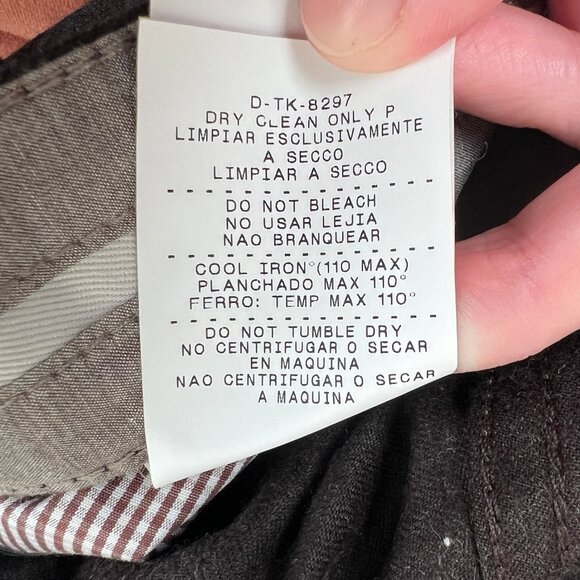 D-TK-8297
DRY CLEAN ONLY P
LIMPIAR ESCLUSIVAMENTE
A SECCO
LIMPIAR A SECCO
DO NOT BLEACH
NO USAR LEJIA
NAO BRANQUEAR
COOL IRON°(110 MAX)
PLANCHADO MAX 110°
FERRO: TEMP MAX 110°
DO NOT TUMBLE DRY
NO CENTRIFUGAR O SECAR
EN MAQUINA
NAO CENTRIFUGAR O SECAR
A MAQUINA